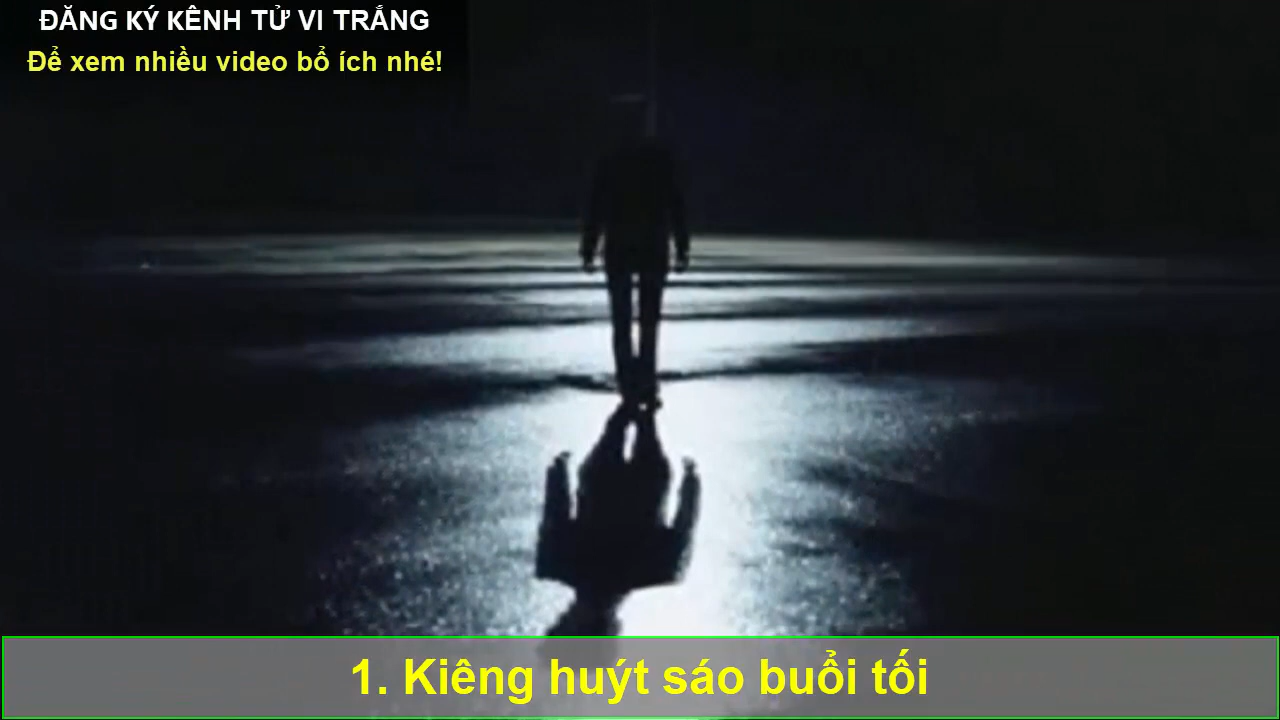 ĐĂNG KÝ KÊNH TỬ VI TRẮNG
Để xem nhiều video bổ ích nhé!
1. Kiêng huýt sáo buổi tối